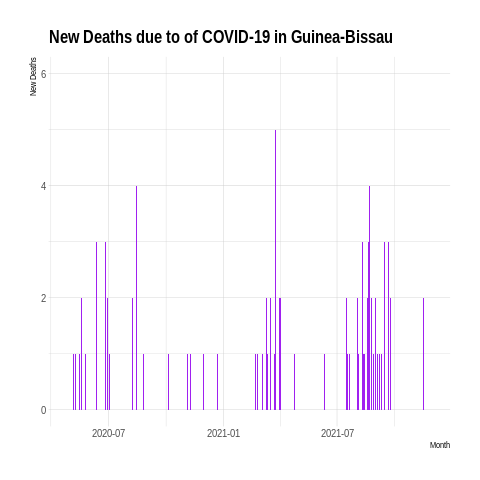 New Deaths due to of COVID-19 in Guinea-Bissau
New Deaths
6
4
2
0
2020-07
2021-01
2021-07
Month